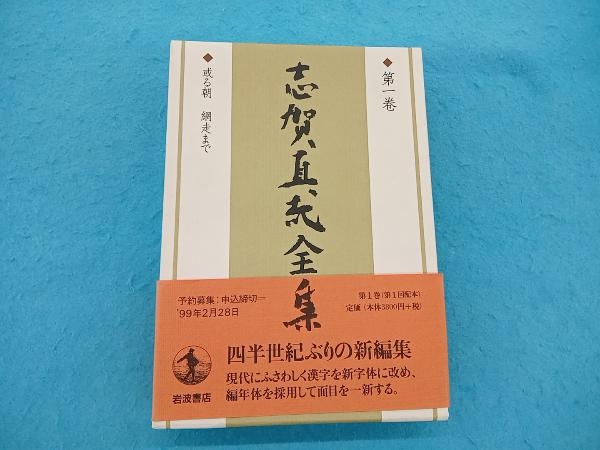 ◆第一卷
志賀直哉全集
◆或る朝 網走まで
予約募集:申込締切—
'99年2月28日
第1巻(第1回配本)
定価(本体3800円+税)
四半世紀ぶりの新編集
現代にふさわしく漢字を新字体に改め、
編年体を採用して面目を一新する。
岩波書店